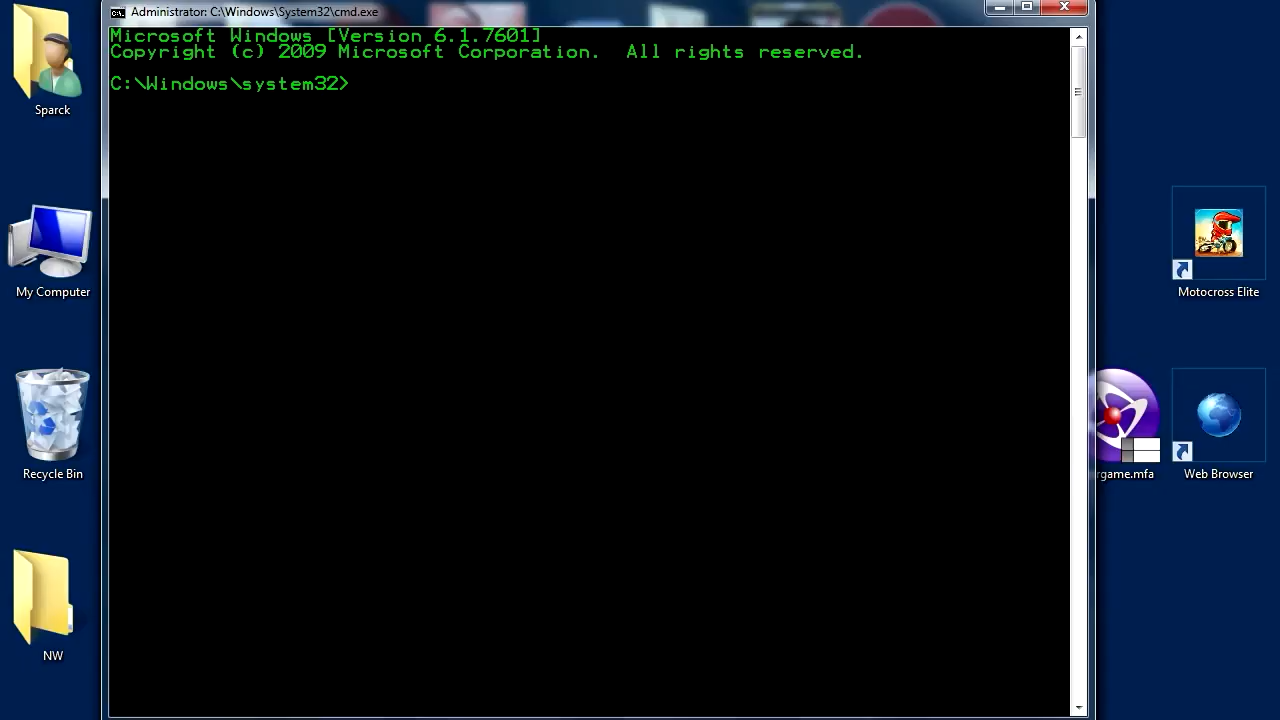 Administrator: C:\Windows\System32\cmd.exe
Microsoft Windows [Version 6.1.7601]
Copyright (c) 2009 Microsoft Corporation.  All rights reserved.
C:\Windows\system32>
Sparck
My Computer
Motocross Elite
Recycle Bin
rgame.mfa
Web Browser
NW